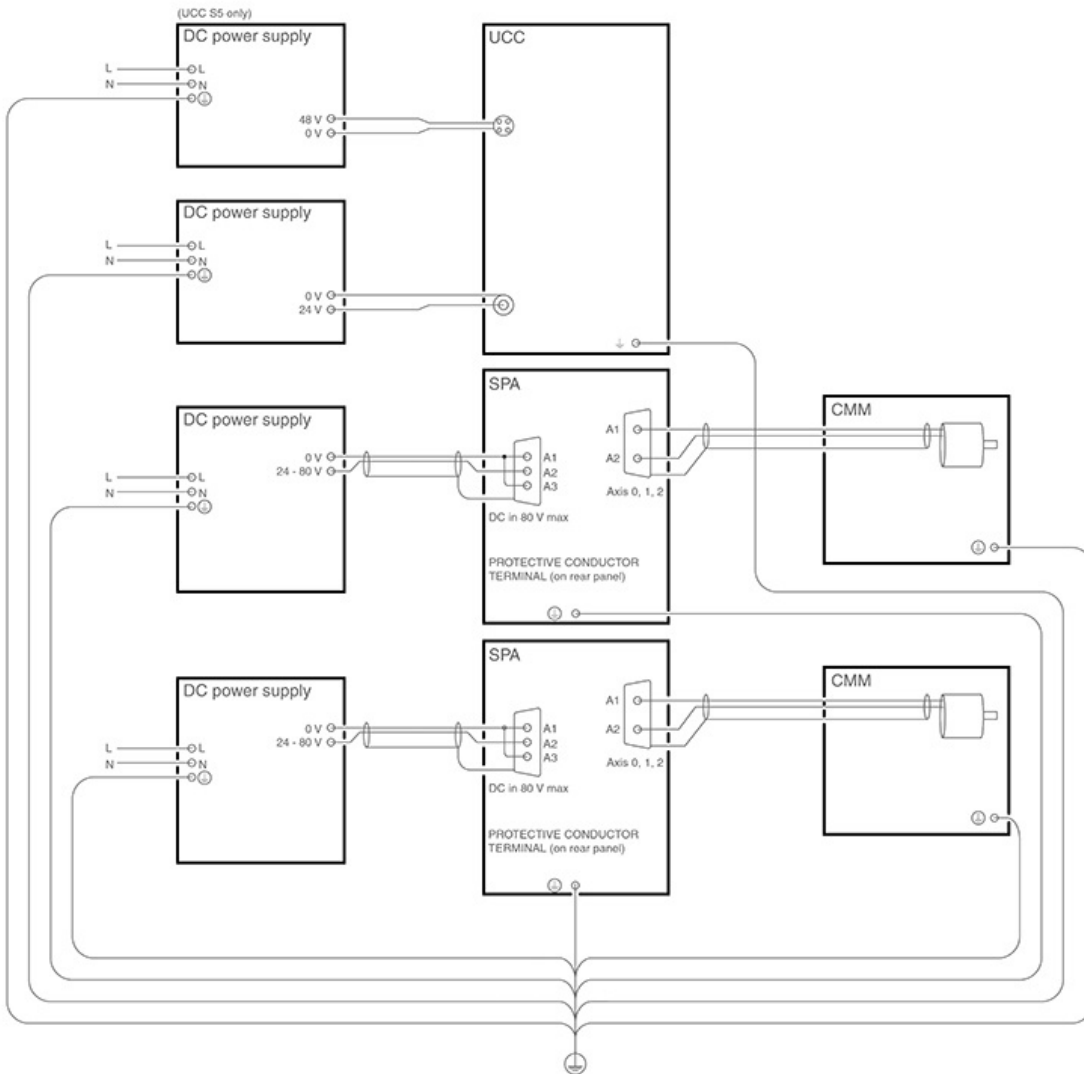 (UCC S5 only)
DC power supply
L
L
N
N
48 V
0 V
UCC
DC power supply
L
L
N
N
0 V
24 V
DC power supply
0 V
24 - 80 V
L
L
N
N
SPA
A1
A2
A3
DC in 80 V max
A1
A2
Axis 0, 1, 2
PROTECTIVE CONDUCTOR
TERMINAL (on rear panel)
CMM
DC power supply
0 V
24 - 80 V
L
L
N
N
SPA
A1
A2
A3
DC in 80 V max
A1
A2
Axis 0, 1, 2
PROTECTIVE CONDUCTOR
TERMINAL (on rear panel)
CMM